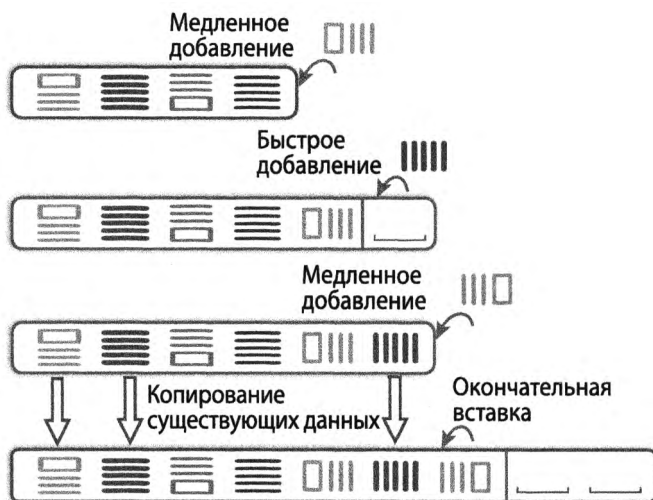 Медленное
добавление
Быстрое
добавление
Медленное
добавление
Копирование
существующих данных
Окончательная
вставка